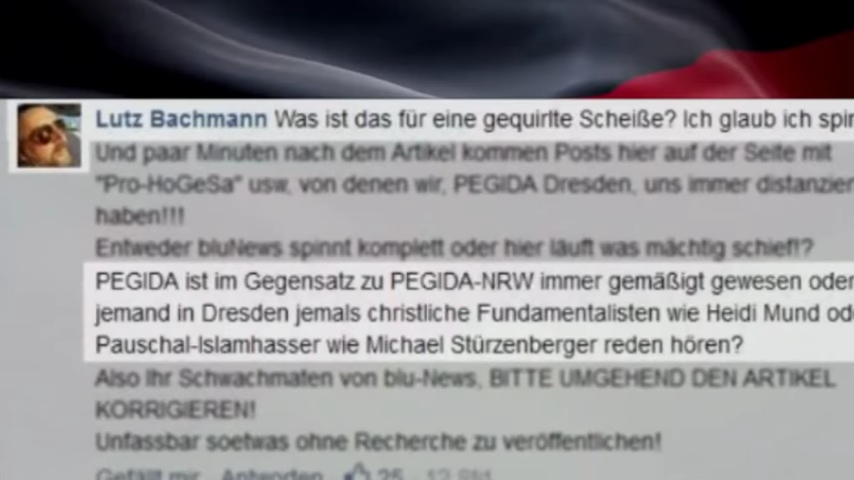 Lutz Bachmann Was ist das für eine gequirlte Scheiße? Ich glaub ich spin
Und paar Minuten nach dem Artikel kommen Posts hier auf der Seite mit
"Pro-HoGeSa" usw, von denen wir, PEGIDA Dresden, uns immer distanzier
haben!!!
Entweder bluNews spinnt komplett oder hier läuft was mächtig schief!?
PEGIDA ist im Gegensatz zu PEGIDA-NRW immer gemäßigt gewesen oder
jemand in Dresden jemals christliche Fundamentalisten wie Heidi Mund od
Pauschal-Islamhasser wie Michael Stürzenberger reden hören?
Also Ihr Schwachmaten von blu-News, BITTE UMGEHEND DEN ARTIKEL
KORRIGIEREN!
Unfassbar soetwas ohne Recherche zu veröffentlichen!
Gefällt mir Antworten 25